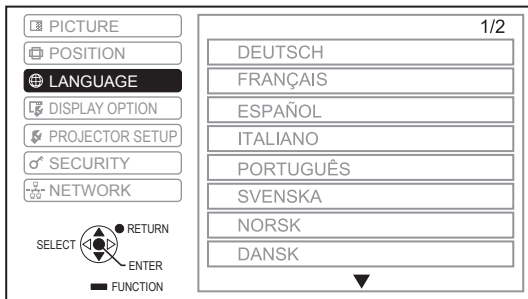 PICTURE
POSITION
LANGUAGE
DISPLAY OPTION
PROJECTOR SETUP
SECURITY
NETWORK
SELECT
RETURN
ENTER
FUNCTION
1/2
DEUTSCH
FRANÇAIS
ESPAÑOL
ITALIANO
PORTUGUÊS
SVENSKA
NORSK
DANSK